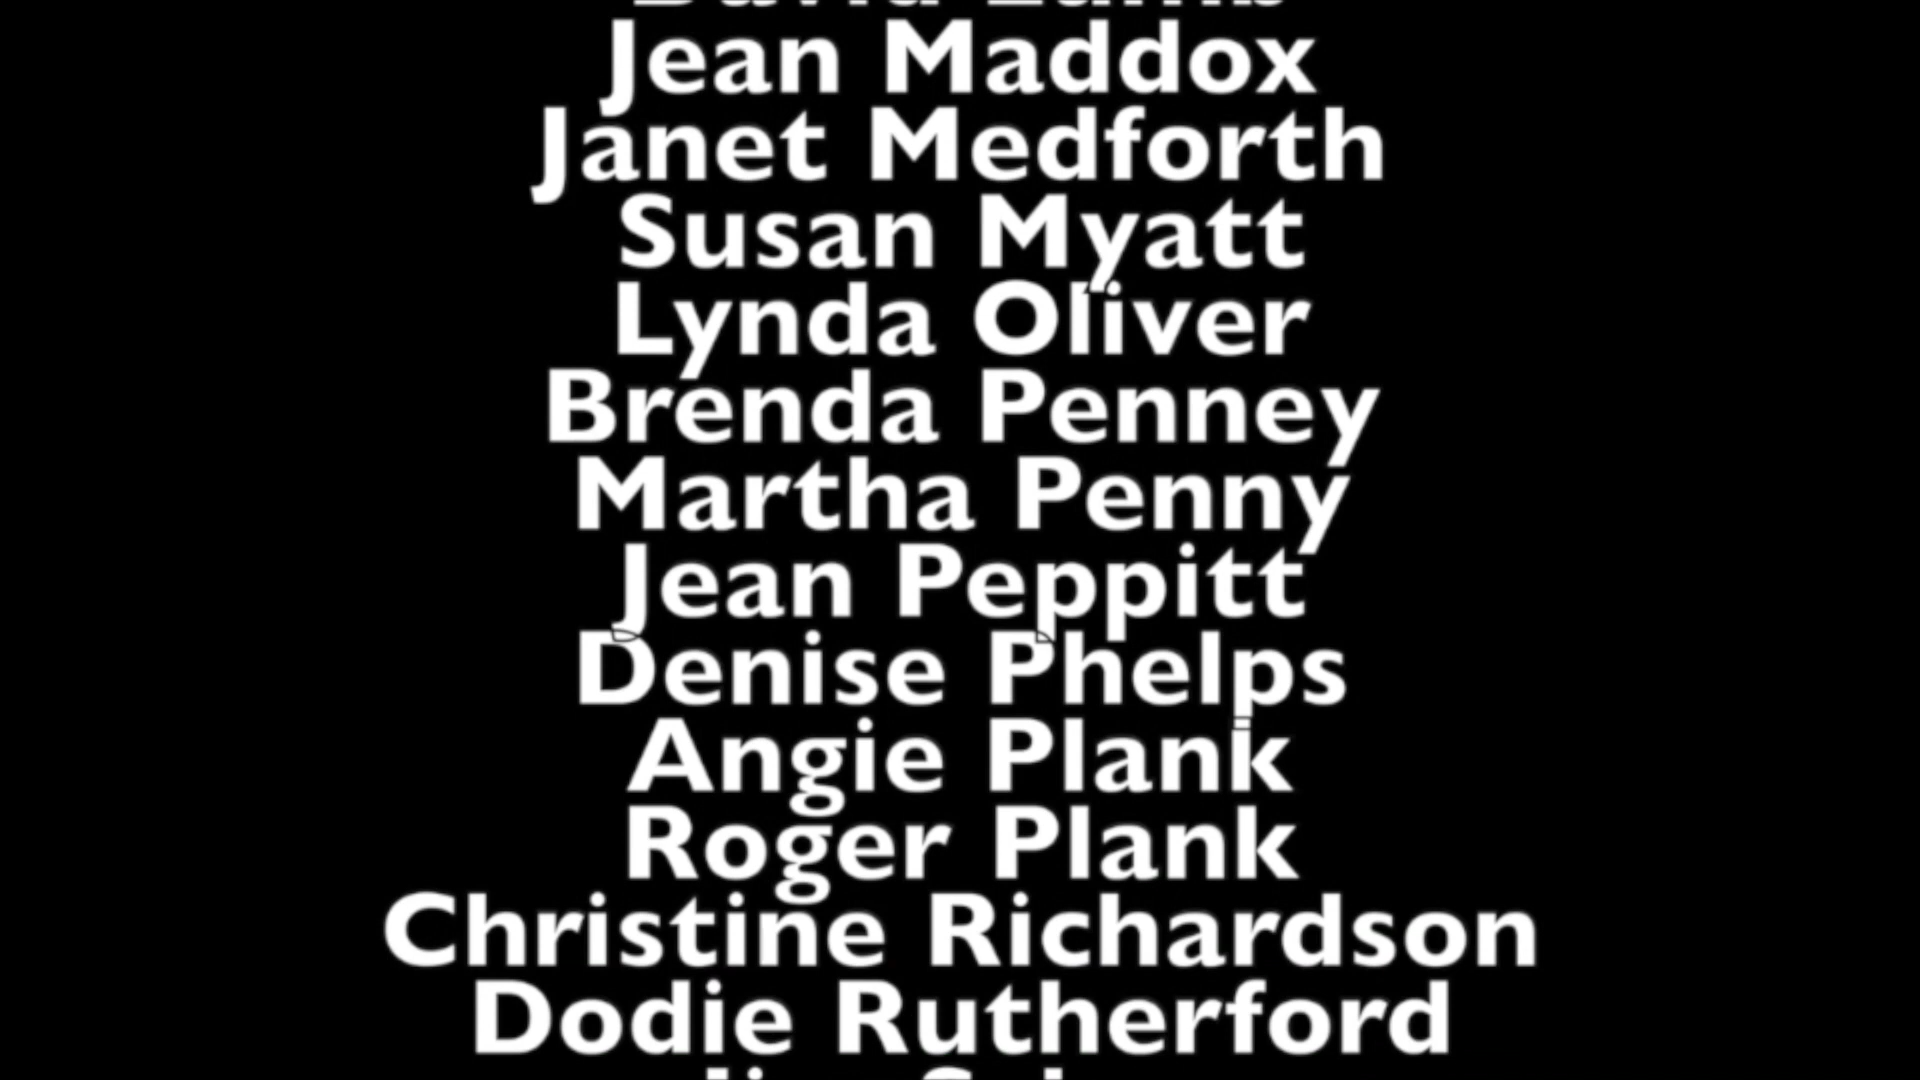 Jean Maddox
Janet Medforth
Susan Myatt
Lynda Oliver
Brenda Penney
Martha Penny
Jean Peppitt
Denise Phelps
Angie Plank
Roger Plank
Christine Richardson
Dodie Rutherford